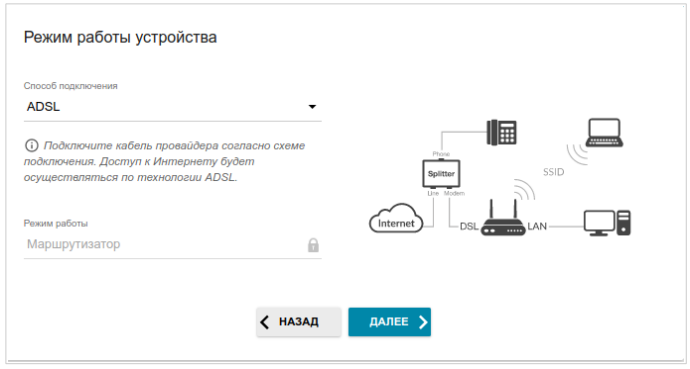 Режим работы устройства
Способ подключения
ADSL
Подключите кабель провайдера согласно схеме
подключения. Доступ к Интернету будет
осуществляться по технологии ADSL.
Режим работы
Маршрутизатор
Phone
Splitter
Line Modem
SSID
Internet
DSL
LAN
НАЗАД
ДАЛЕЕ